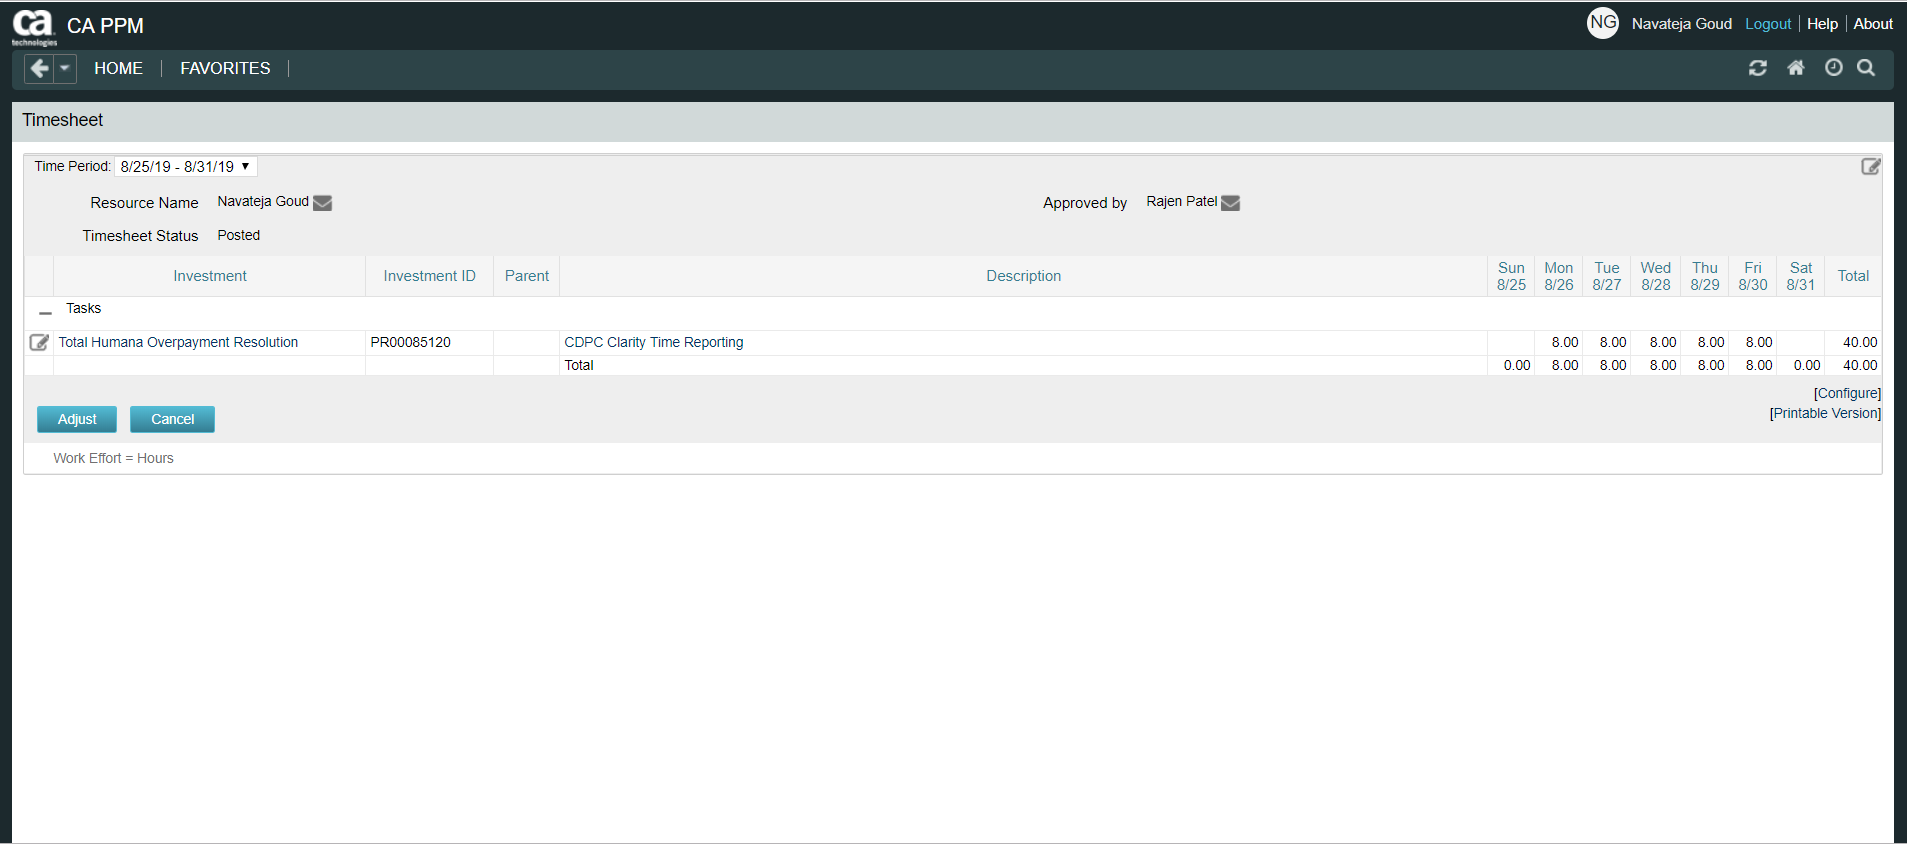 ca
technologies
CA PPM
NG Navateja Goud Logout Help About
HOME FAVORITES
Timesheet
Time Period: 8/25/19 - 8/31/19
Resource Name Navateja Goud Approved by Rajen Patel
Timesheet Status Posted
Investment Investment ID Parent Description Sun 8/25 Mon 8/26 Tue 8/27 Wed 8/28 Thu 8/29 Fri 8/30 Sat 8/31 Total
Tasks
Total Humana Overpayment Resolution PR00085120 CDPC Clarity Time Reporting 8.00 8.00 8.00 8.00 8.00 40.00
Total 0.00 8.00 8.00 8.00 8.00 8.00 0.00 40.00
[Configure]
Adjust Cancel [Printable Version]
Work Effort = Hours